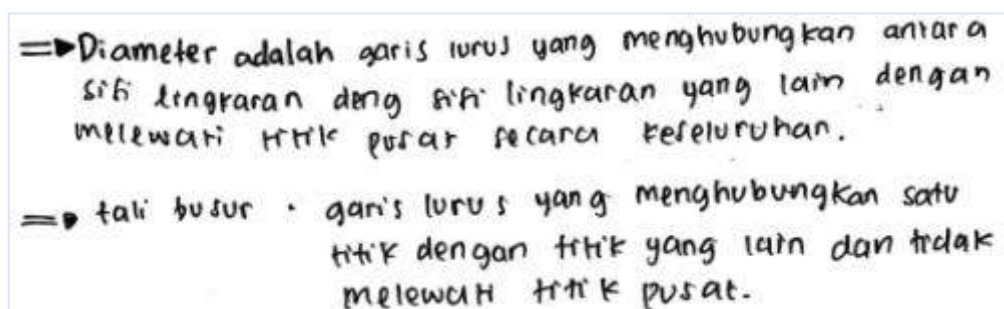 ⇒Diameter adalah garis lurus yang menghubungkan antara
sisi lingkaran deng sisi lingkaran yang lain dengan
melewati titik pusat secara keseluruhan.
⇒ tali busur · garis lurus yang menghubungkan satu
titik dengan titik yang lain dan tidak
melewati titik pusat.